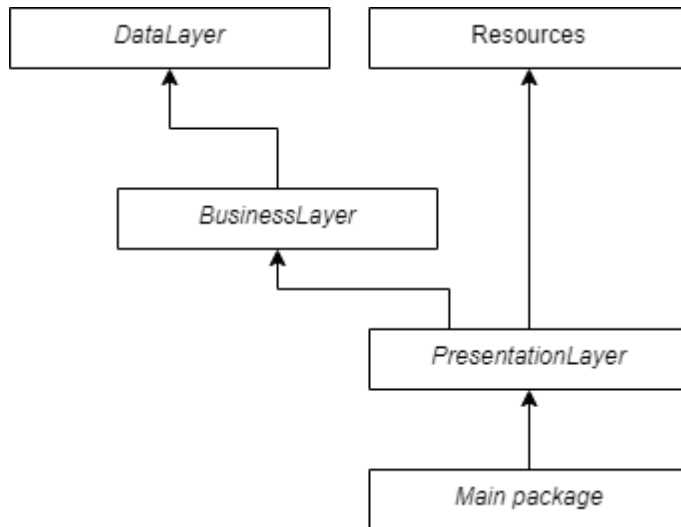 DataLayer
Resources
BusinessLayer
PresentationLayer
Main package